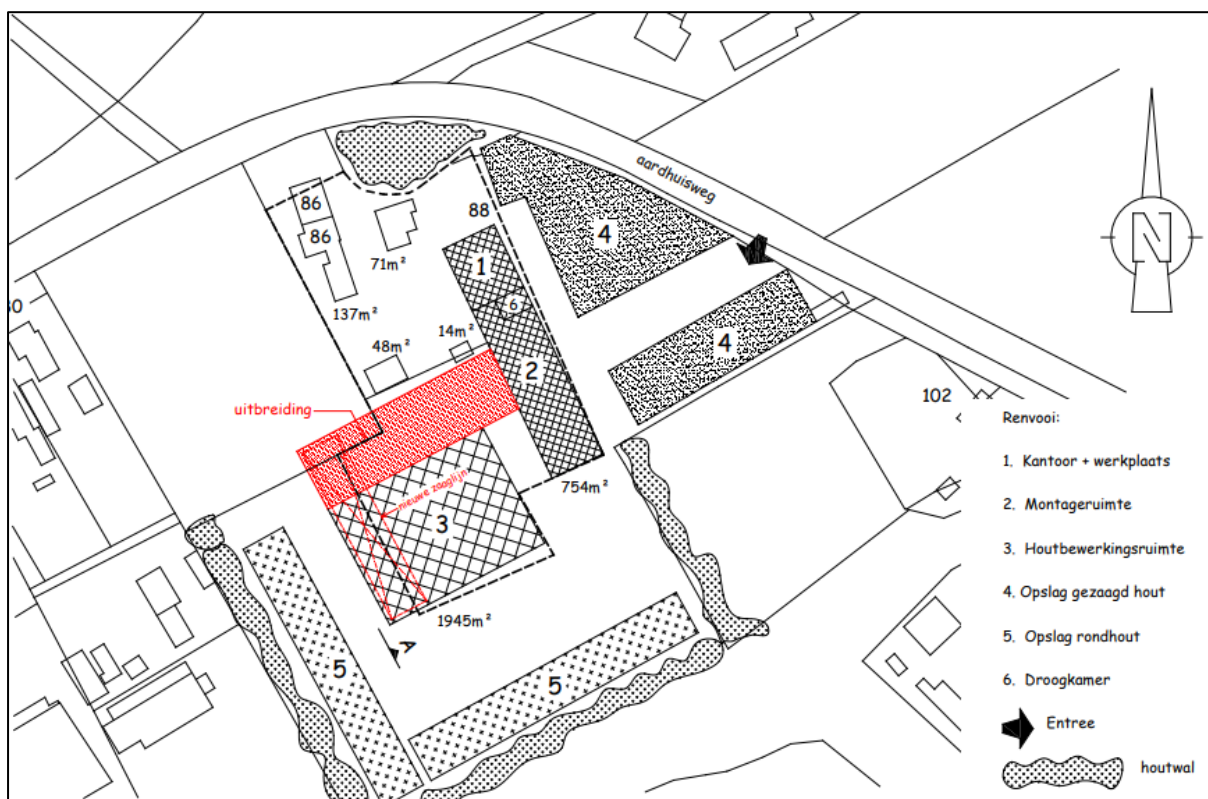 aardhuisweg
86
86
88
4
1
71m²
6
137m²
14m²
48m²
4
2
uitbreiding
102
nieuwe zaaglijn
754m²
3
1945m²
A
5
5
N
Renvooi:
1. Kantoor + werkplaats
2. Montageruimte
3. Houtbewerkingsruimte
4. Opslag gezaagd hout
5. Opslag rondhout
6. Droogkamer
Entree
houtwal